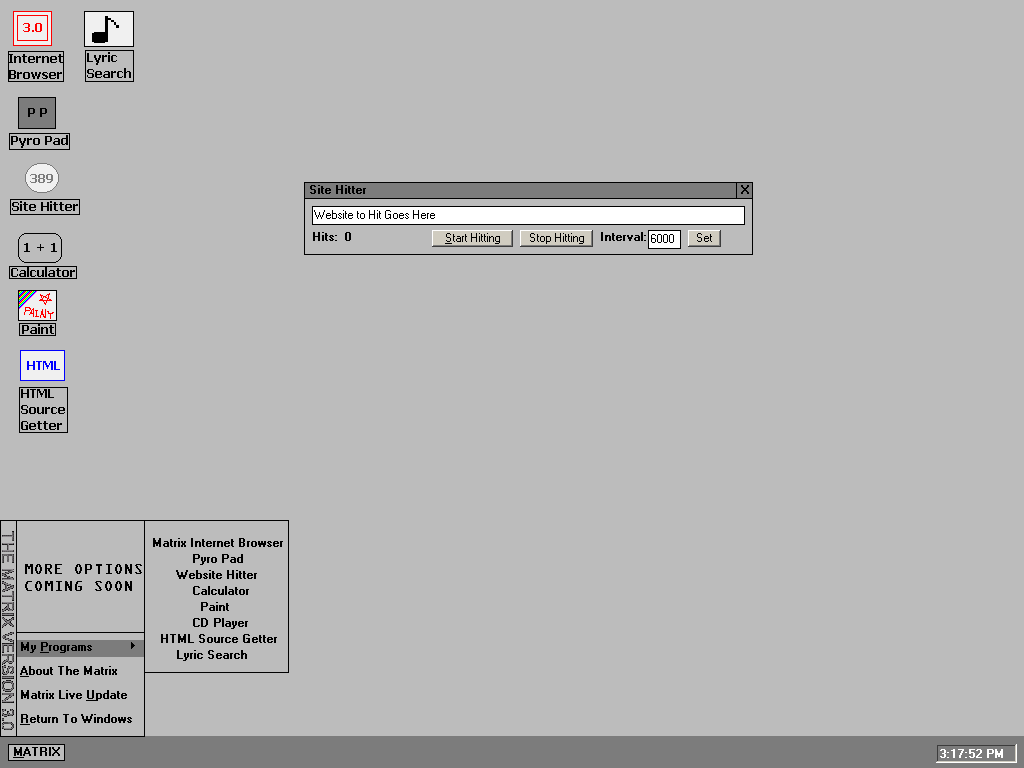 3.0
Internet
Browser
Lyric
Search
P P
Pyro Pad
389
Site Hitter
1 + 1
Calculator
PAINY
Paint
HTML
HTML
Source
Getter
Site Hitter
X
Website to Hit Goes Here
Hits: 0
Start Hitting
Stop Hitting
Interval:
6000
Set
THE MATRIX VERSION 3.0
MORE OPTIONS
COMING SOON
My Programs
About The Matrix
Matrix Live Update
Return To Windows
Matrix Internet Browser
Pyro Pad
Website Hitter
Calculator
Paint
CD Player
HTML Source Getter
Lyric Search
MATRIX
3:17:52 PM